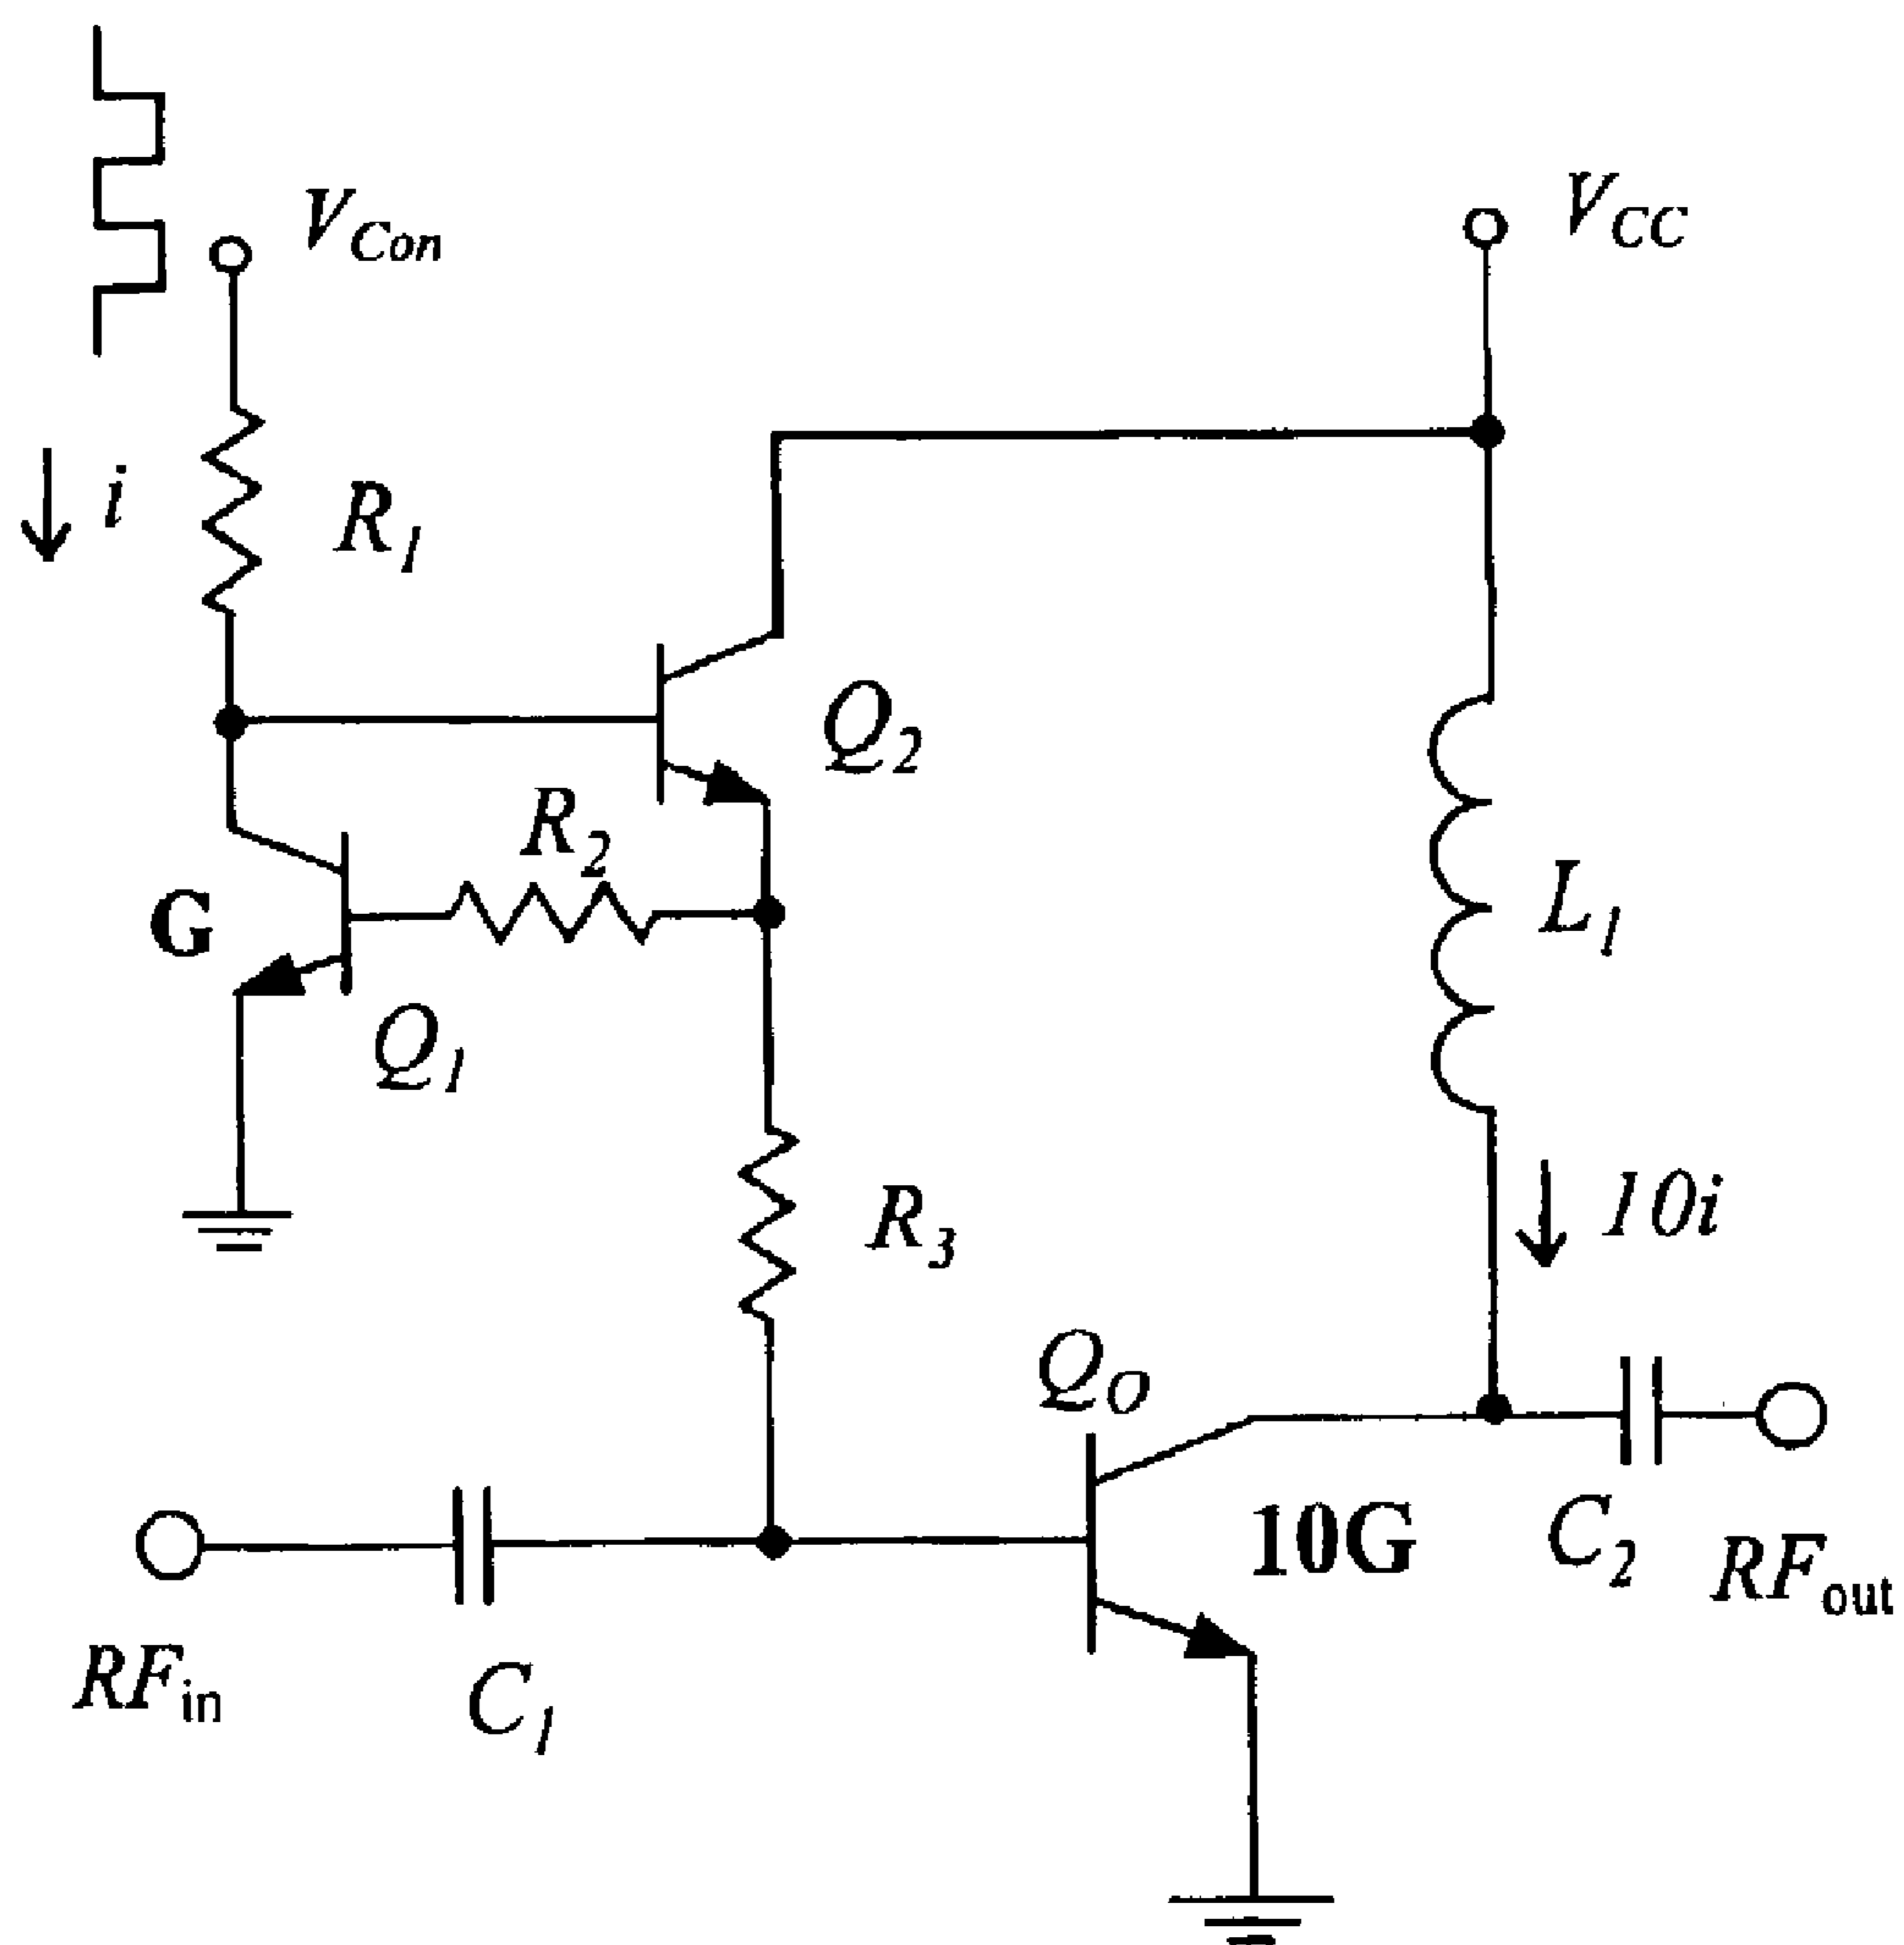 V_Con
V_CC
i
R_1
Q_2
R_2
L_1
G
Q_1
10i
R_3
Q_O
10G
C_2
RF_out
RF_in
C_1